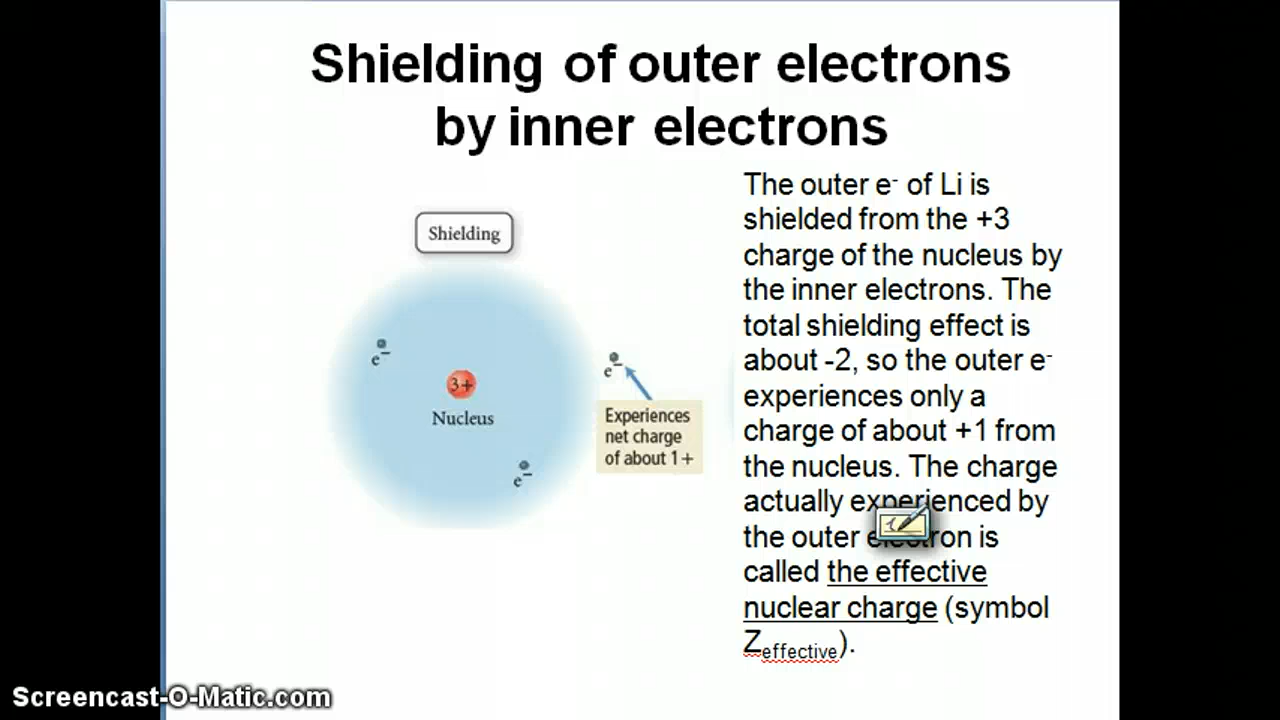 Shielding of outer electrons
by inner electrons
Shielding
e⁻
3+
Nucleus
e⁻
e⁻
Experiences
net charge
of about 1+
The outer e⁻ of Li is
shielded from the +3
charge of the nucleus by
the inner electrons. The
total shielding effect is
about -2, so the outer e⁻
experiences only a
charge of about +1 from
the nucleus. The charge
actually experienced by
the outer electron is
called the effective
nuclear charge (symbol
Zeffective).
Screencast-O-Matic.com